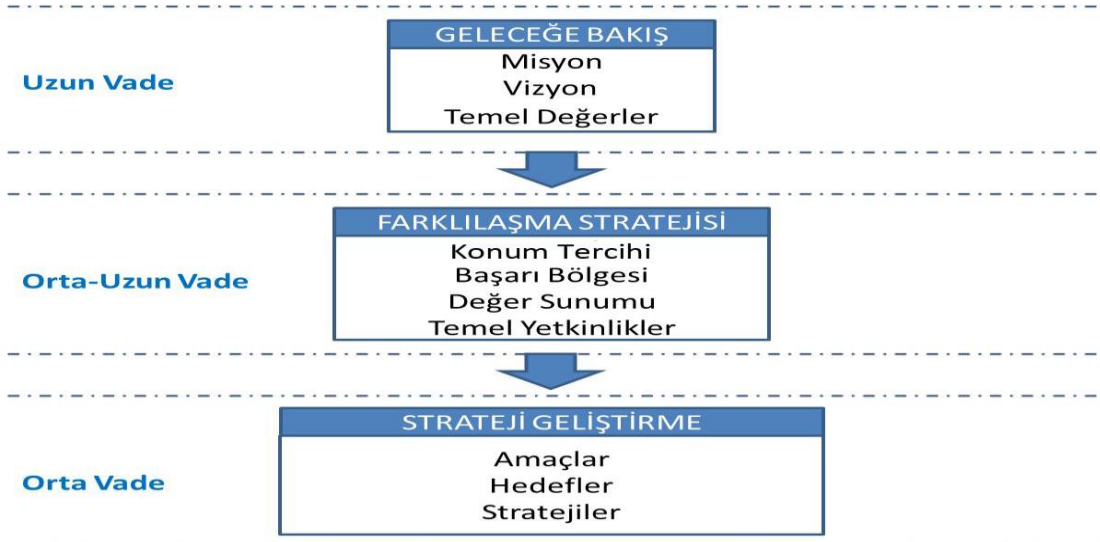 GELECEĞE BAKIŞ
Misyon
Uzun Vade
Vizyon
Temel Değerler
FARKLILAŞMA STRATEJİSİ
Konum Tercihi
Orta-Uzun Vade
Başarı Bölgesi
Değer Sunumu
Temel Yetkinlikler
STRATEJİ GELİŞTİRME
Amaçlar
Orta Vade
Hedefler
Stratejiler